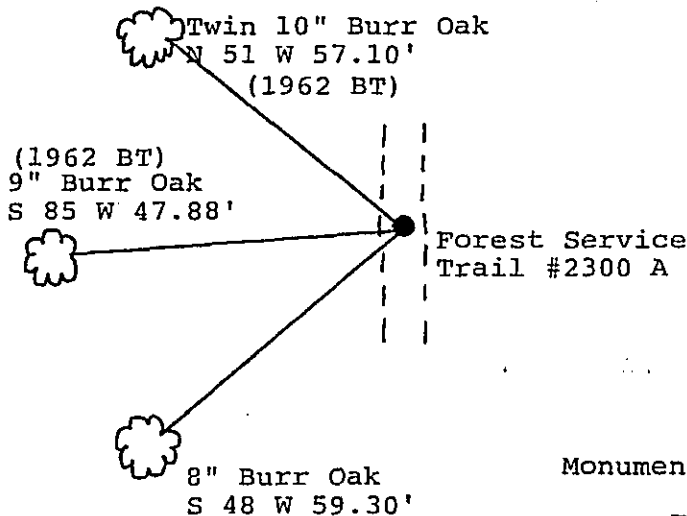 Twin 10" Burr Oak
N 51 W 57.10'
(1962 BT)
(1962 BT)
9" Burr Oak
S 85 W 47.88'
Forest Service
Trail #2300 A
8" Burr Oak
S 48 W 59.30'
Monumen